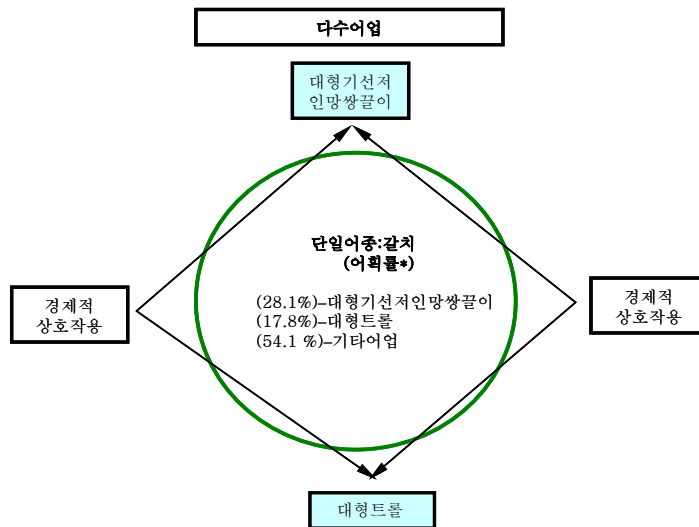 다수어업
대형기선저
인망쌍끌이
단일어종:갈치
(어획률*)
(28.1%)-대형기선저인망쌍끌이
(17.8%)-대형트롤
(54.1 %)-기타어업
경제적
상호작용
경제적
상호작용
대형트롤